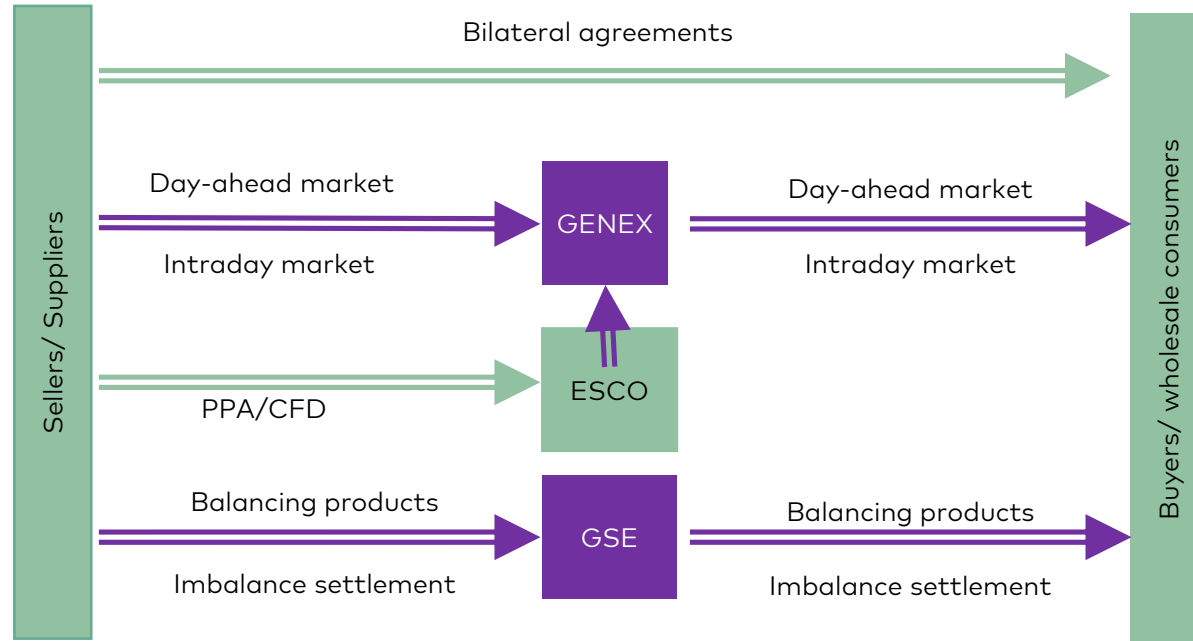 Bilateral agreements
Sellers/ Suppliers
Day-ahead market
Intraday market
GENEX
Day-ahead market
Intraday market
PPA/CFD
ESCO
Balancing products
Imbalance settlement
GSE
Balancing products
Imbalance settlement
Buyers/ wholesale consumers